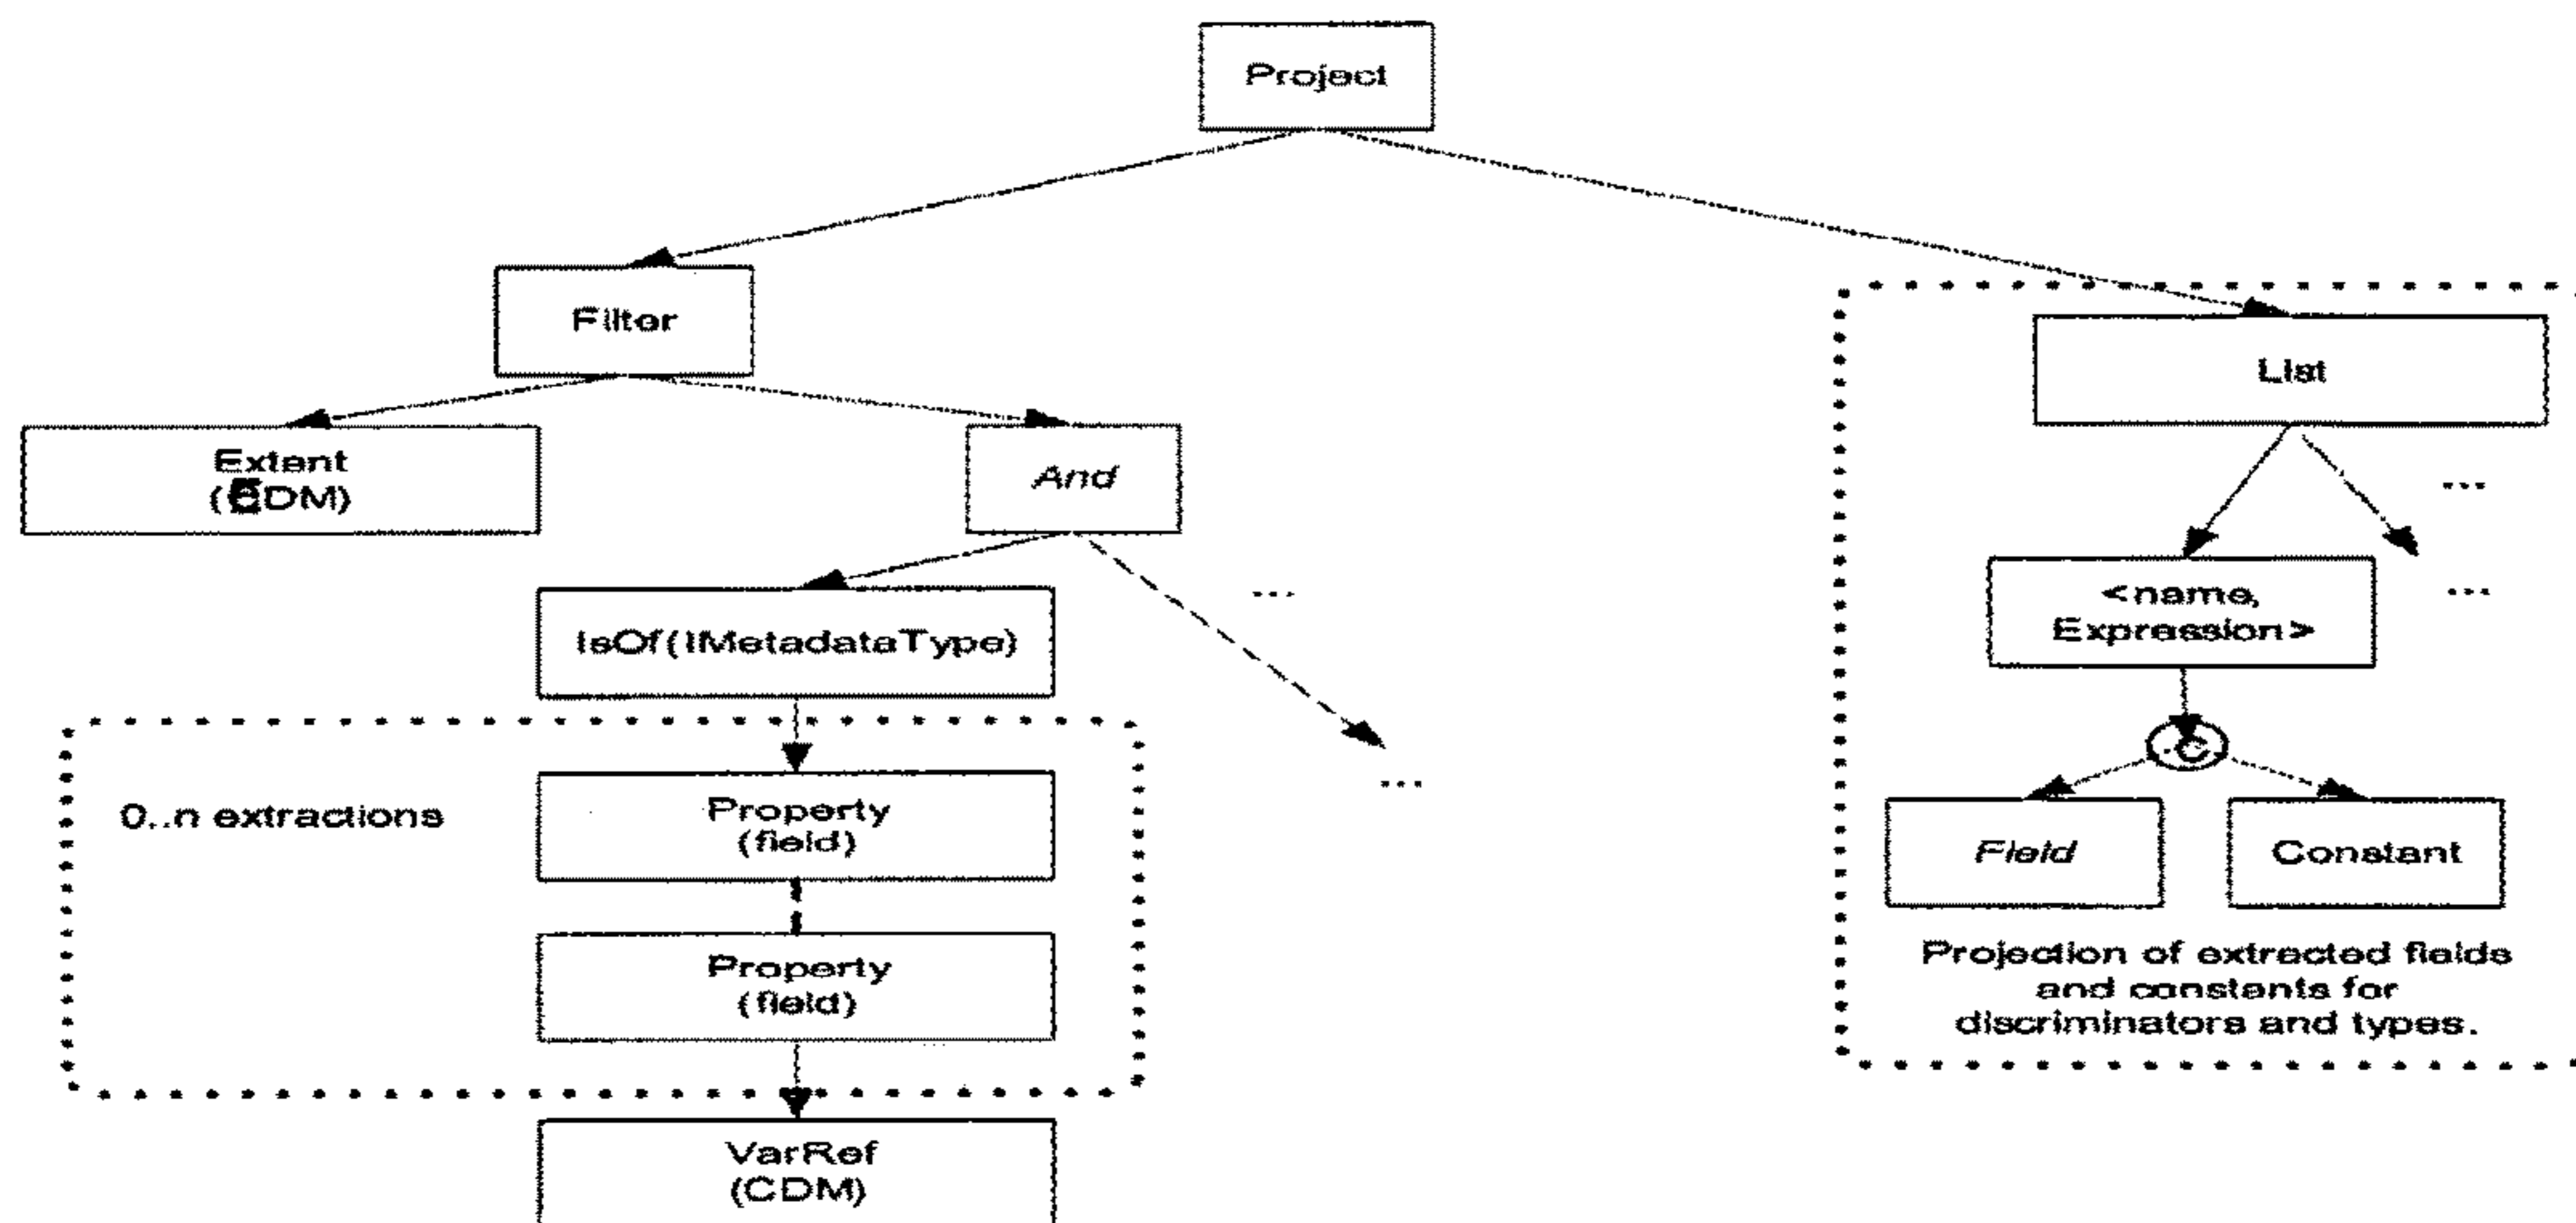 Project
Filter
List
Extent
(CDM)
And
...
<name,
Expression>
...
...
IsOf(IMetadataType)
C
0..n extractions
Property
(field)
...
Field
Constant
Property
(field)
Projection of extracted fields
and constants for
discriminators and types.
VarRef
(CDM)